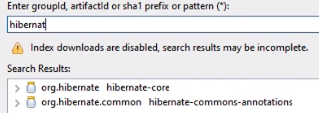 Enter groupId, artifactId or sha1 prefix or pattern (*):
hibernat
Index downloads are disabled, search results may be incomplete.
Search Results:
org.hibernate hibernate-core
org.hibernate.common hibernate-commons-annotations